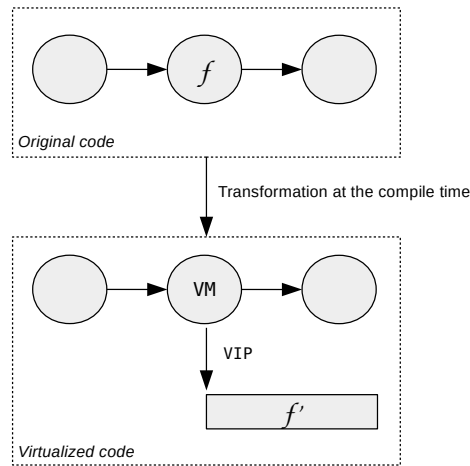 f
Original code
Transformation at the compile time
VM
VIP
f'
Virtualized code